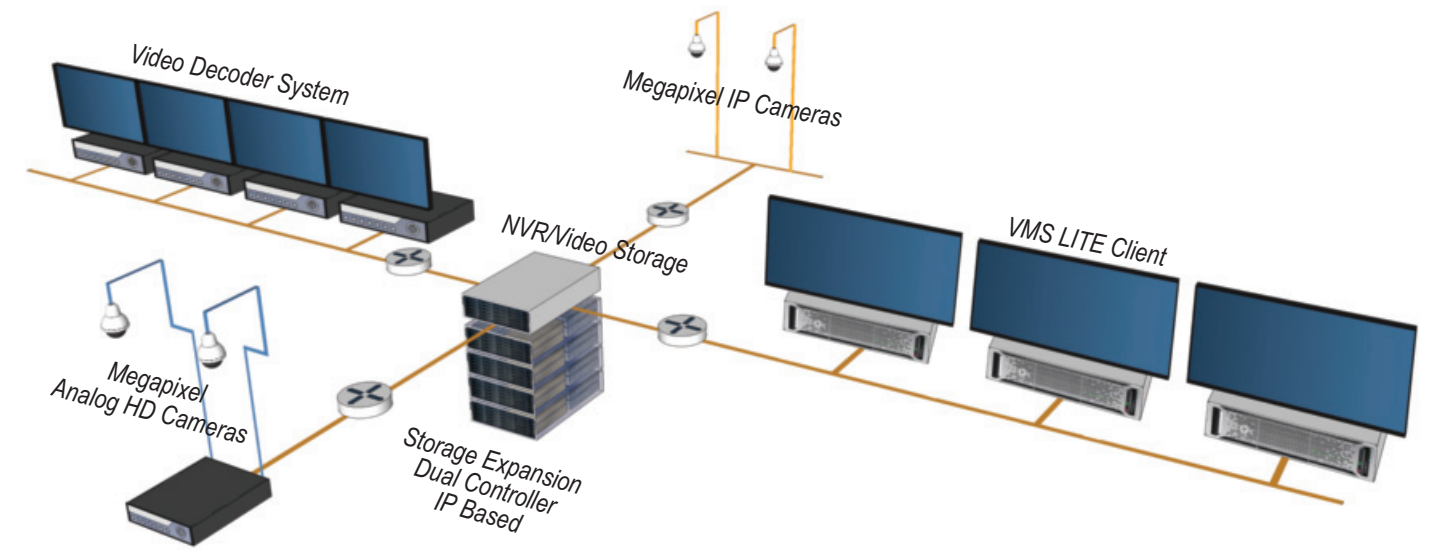 Video Decoder System
Megapixel IP Cameras
NVR/Video Storage
VMS LITE Client
Megapixel
Analog HD Cameras
Storage Expansion
Dual Controller
IP Based